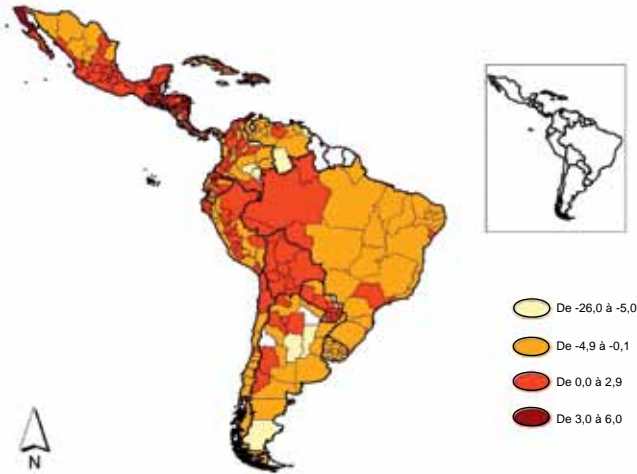 De -26,0 à -5,0
De -4,9 à -0,1
De 0,0 à 2,9
De 3,0 à 6,0
N